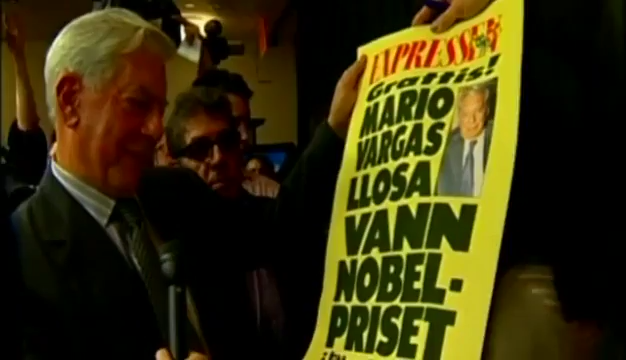 EXPRESSEN
Grattis!
MARIO
VARGAS
LLOSA
VANN
NOBEL-
PRISET